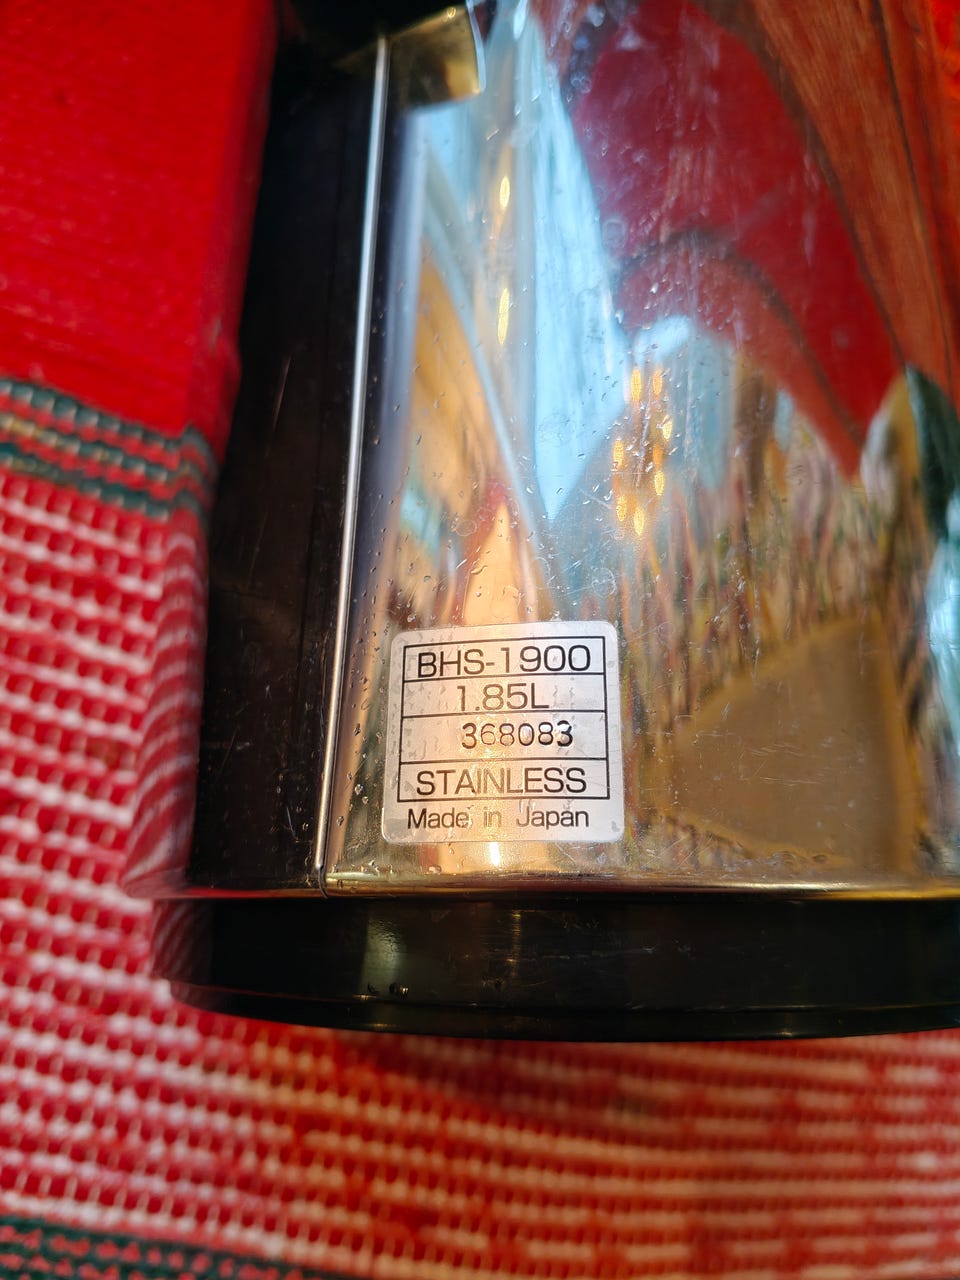 BHS-1900
1.85L
368083
STAINLESS
Made in Japan